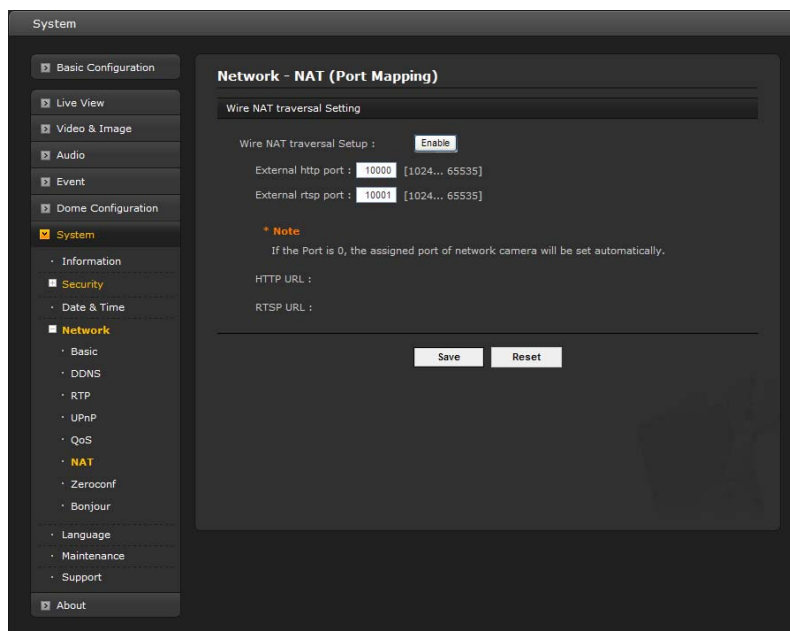 System
Basic Configuration
Live View
Video & Image
Audio
Event
Dome Configuration
System
· Information
Security
· Date & Time
Network
· Basic
· DDNS
· RTP
· UPnP
· QoS
· NAT
· Zeroconf
· Bonjour
· Language
· Maintenance
· Support
About
Network - NAT (Port Mapping)
Wire NAT traversal Setting
Wire NAT traversal Setup : Enable
External http port : 10000 [1024... 65535]
External rtsp port : 10001 [1024... 65535]
* Note
If the Port is 0, the assigned port of network camera will be set automatically.
HTTP URL :
RTSP URL :
Save Reset